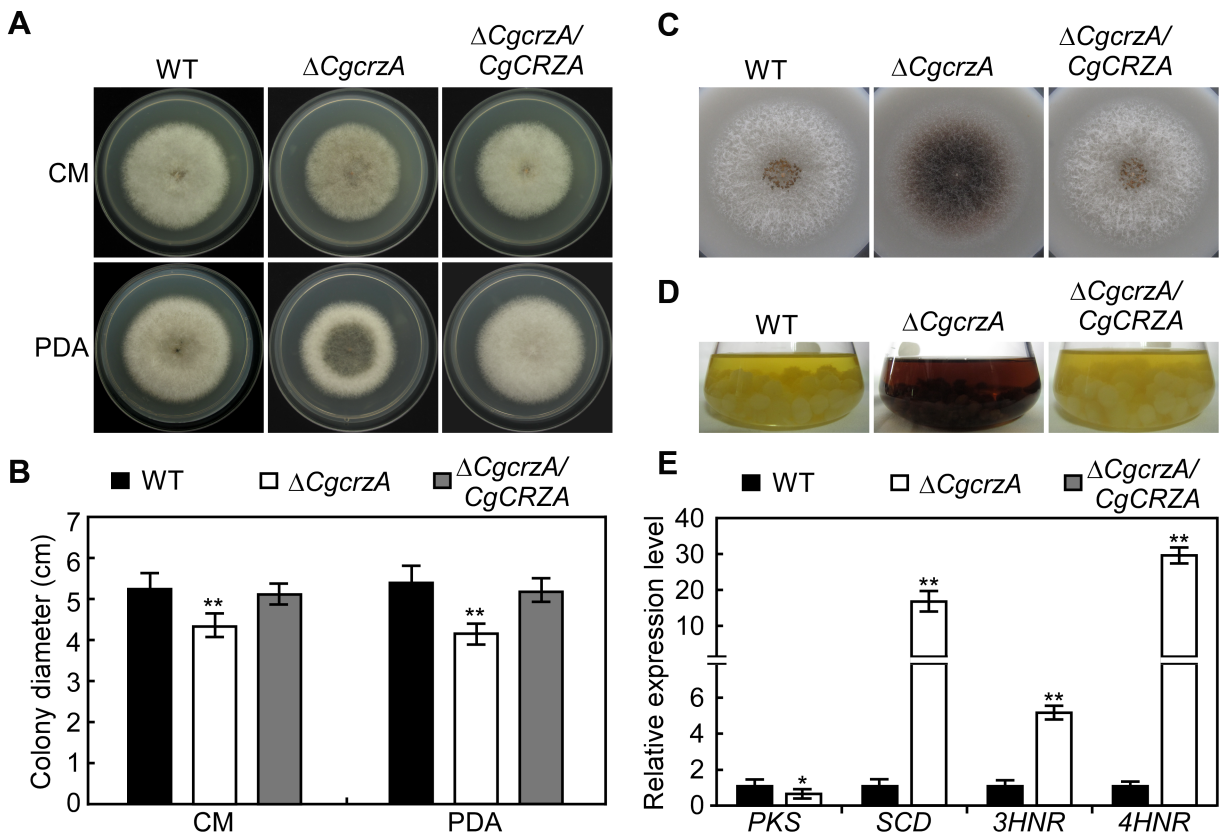 A
WT
ΔCgcrzA
ΔCgcrzA/
CgCRZA
CM
PDA
B
WT
ΔCgcrzA
ΔCgcrzA/
CgCRZA
Colony diameter (cm)
7
6
5
4
3
2
1
0
**
**
CM
PDA
C
WT
ΔCgcrzA
ΔCgcrzA/
CgCRZA
D
WT
ΔCgcrzA
ΔCgcrzA/
CgCRZA
E
WT
ΔCgcrzA
ΔCgcrzA/
CgCRZA
Relative expression level
40
30
20
10
6
4
2
0
*
**
**
**
PKS
SCD
3HNR
4HNR